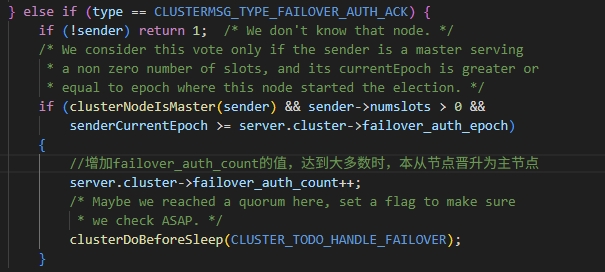 } else if (type == CLUSTERMSG_TYPE_FAILOVER_AUTH_ACK) {
if (!sender) return 1;  /* We don't know that node. */
/* We consider this vote only if the sender is a master serving
* a non zero number of slots, and its currentEpoch is greater or
* equal to epoch where this node started the election. */
if (clusterNodeIsMaster(sender) && sender->numslots > 0 &&
senderCurrentEpoch >= server.cluster->failover_auth_epoch)
{
//增加failover_auth_count的值，达到大多数时，本从节点晋升为主节点
server.cluster->failover_auth_count++;
/* Maybe we reached a quorum here, set a flag to make sure
* we check ASAP. */
clusterDoBeforeSleep(CLUSTER_TODO_HANDLE_FAILOVER);
}